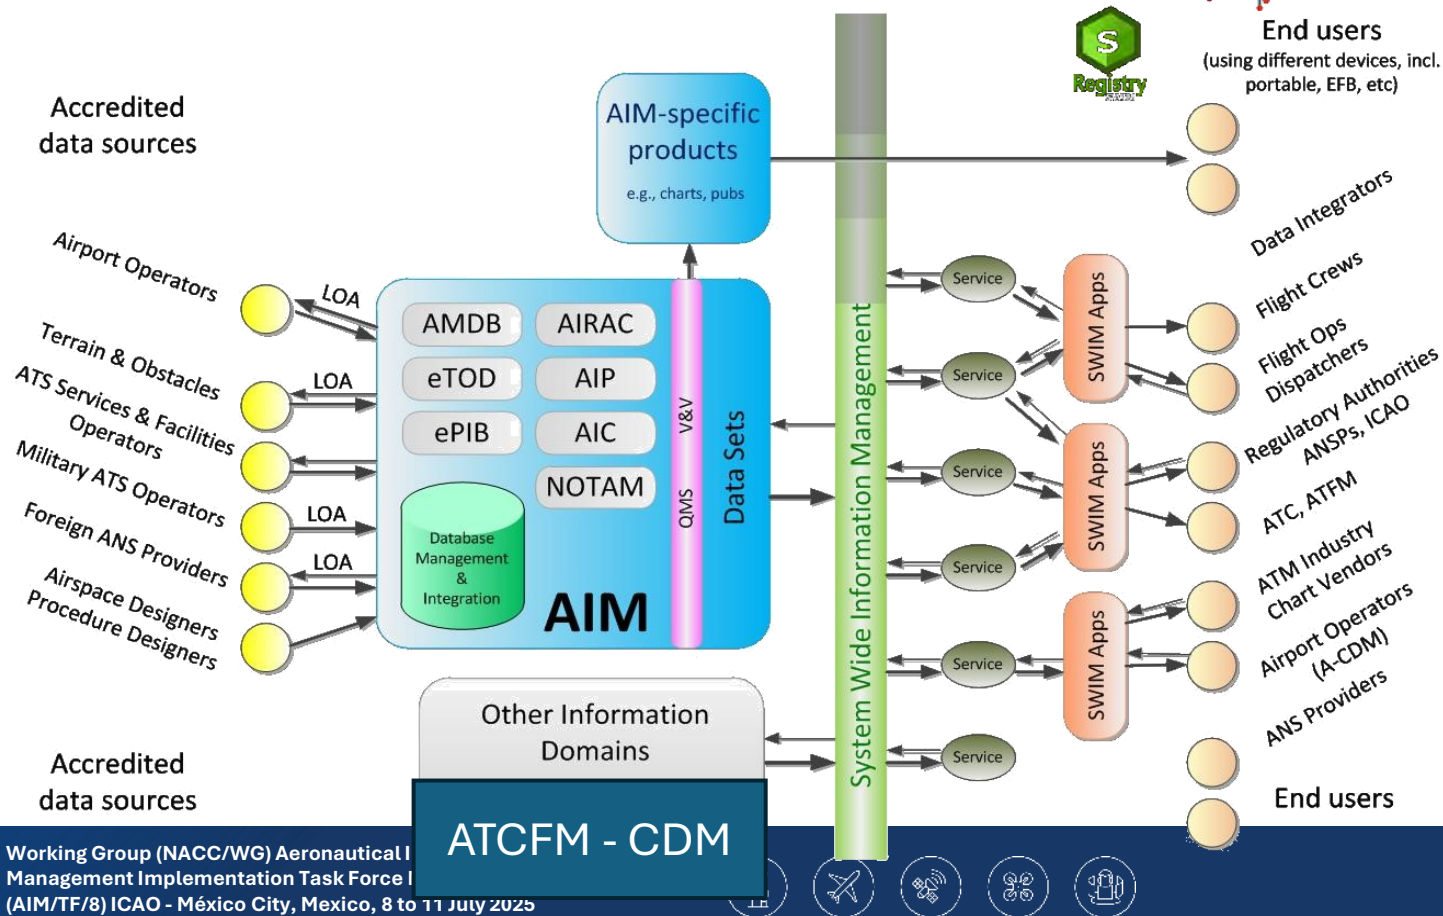 Accredited
data sources
Airport Operators
Terrain & Obstacles
ATS Services & Facilities
Operators
Military ATS Operators
Foreign ANS Providers
Airspace Designers
Procedure Designers
Accredited
data sources
LOA
LOA
LOA
LOA
AIM-specific
products
e.g., charts, pubs
AMDB
AIRAC
eTOD
AIP
ePIB
AIC
NOTAM
Database
Management
&
Integration
AIM
QMS
V&V
Data Sets
Other Information
Domains
ATCFM - CDM
System Wide Information Management
Service
Service
Service
Service
Service
Service
SWIM Apps
SWIM Apps
SWIM Apps
S
Registry
End users
(using different devices, incl.
portable, EFB, etc)
Data Integrators
Flight Crews
Flight Ops
Dispatchers
Regulatory Authorities
ANSPs, ICAO
ATC, ATFM
ATM Industry
Chart Vendors
Airport Operators
(A-CDM)
ANS Providers
End users
Working Group (NACC/WG) Aeronautical
Management Implementation Task Force
(AIM/TF/8) ICAO - México City, Mexico, 8 to 11 July 2025